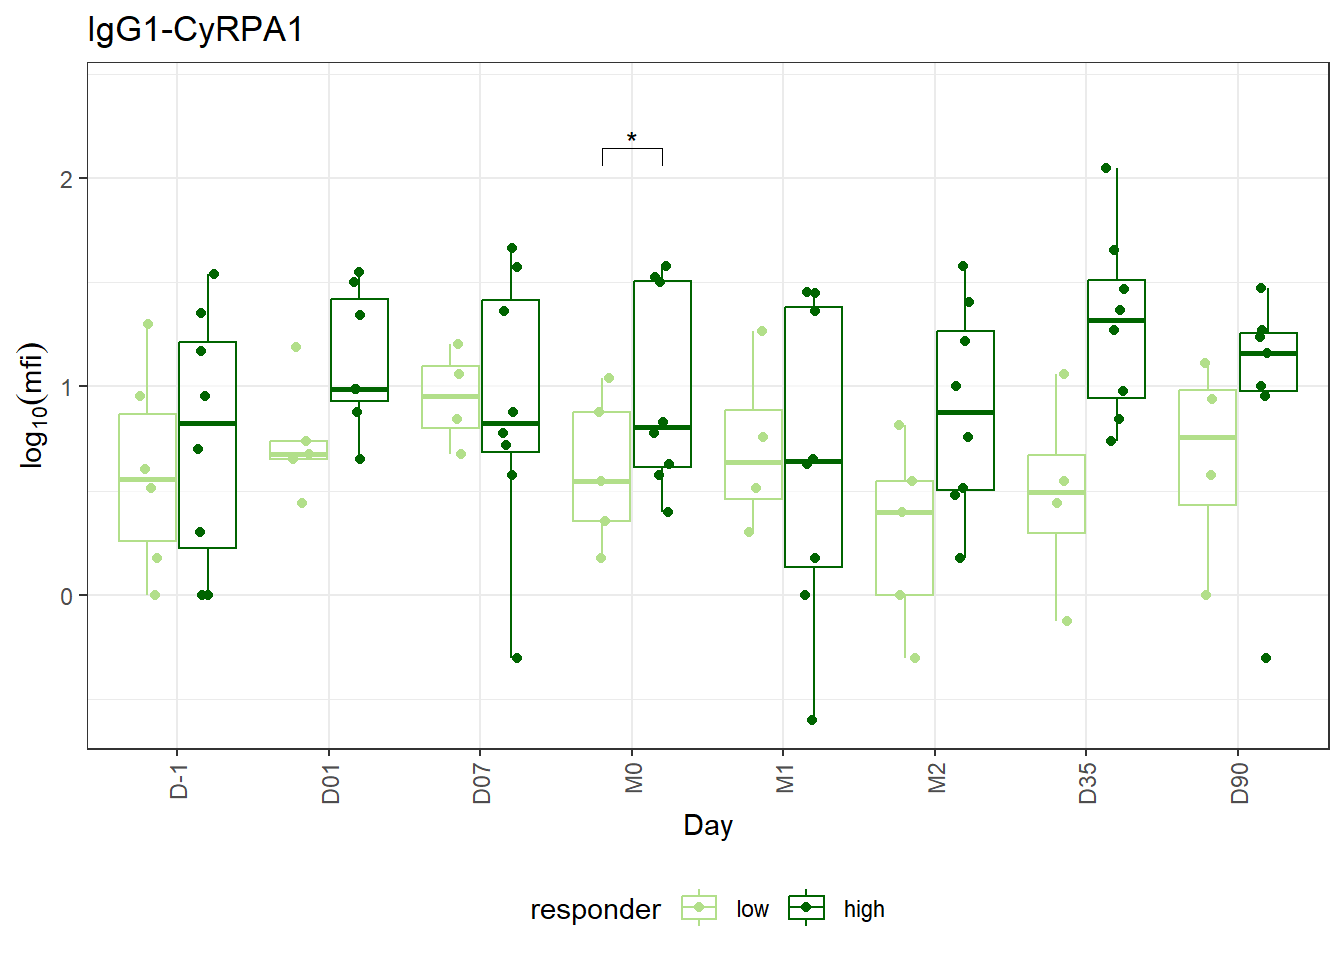 IgG1-CyRPA1
*
log₁₀(mfi)
2
1
0
D-1 D01 D07 M0 M1 M2 D35 D90
Day
responder low high